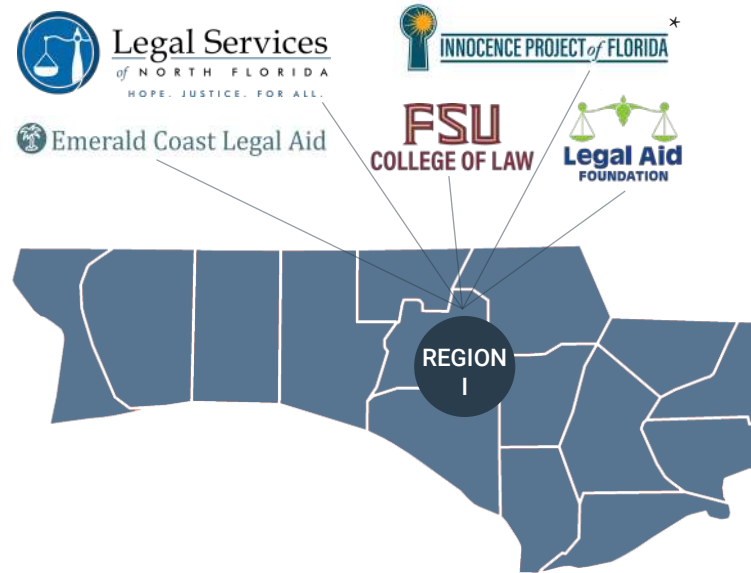 Legal Services
of NORTH FLORIDA
HOPE. JUSTICE. FOR ALL.
INNOCENCE PROJECT of FLORIDA
*
Emerald Coast Legal Aid
FSU
COLLEGE OF LAW
Legal Aid
FOUNDATION
REGION
I